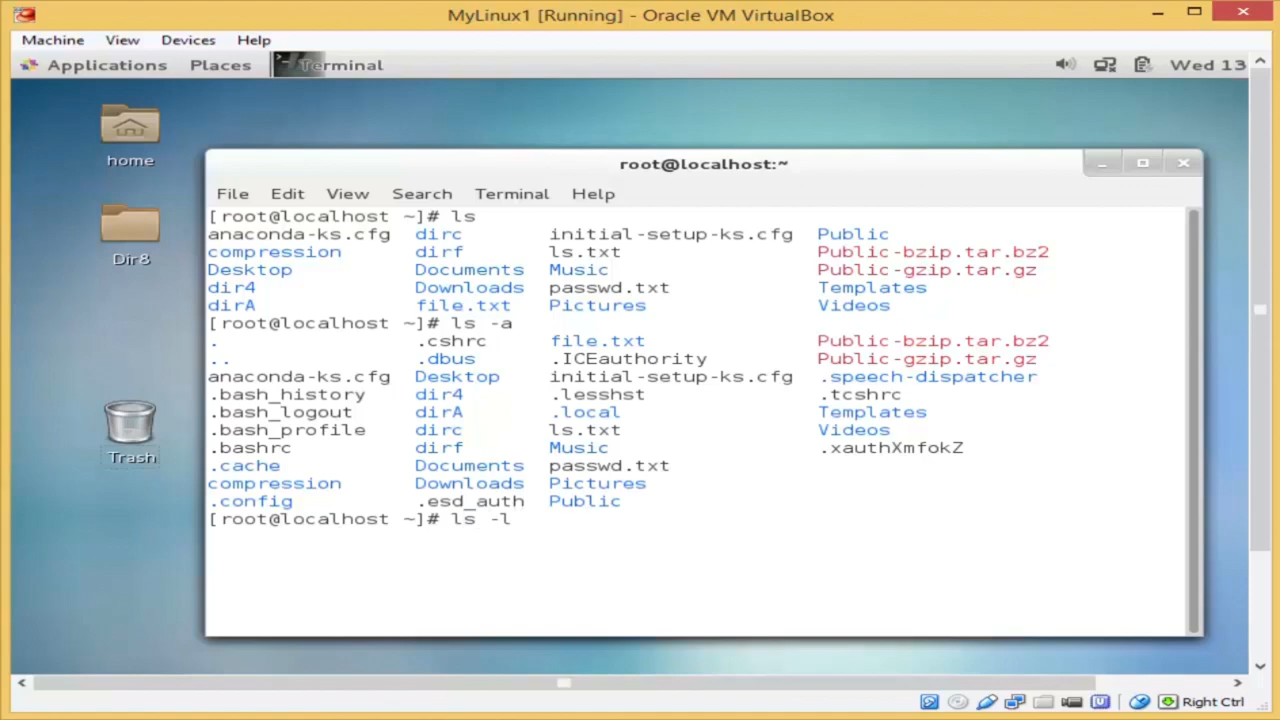 MyLinux1 [Running] - Oracle VM VirtualBox
Machine View Devices Help
Applications Places Terminal Wed 13
home
Dir8
Trash
root@localhost:~
File Edit View Search Terminal Help
[root@localhost ~]# ls
anaconda-ks.cfg dirc initial-setup-ks.cfg Public
compression dirf ls.txt Public-bzip.tar.bz2
Desktop Documents Music Public-gzip.tar.gz
dir4 Downloads passwd.txt Templates
dirA file.txt Pictures Videos
[root@localhost ~]# ls -a
. .cshrc file.txt Public-bzip.tar.bz2
.. .dbus .ICEauthority Public-gzip.tar.gz
anaconda-ks.cfg Desktop initial-setup-ks.cfg .speech-dispatcher
.bash_history dir4 .lesshst .tcshrc
.bash_logout dirA .local Templates
.bash_profile dirc ls.txt Videos
.bashrc dirf Music .xauthXmfokZ
.cache Documents passwd.txt
compression Downloads Pictures
.config .esd_auth Public
[root@localhost ~]# ls -l
Right Ctrl